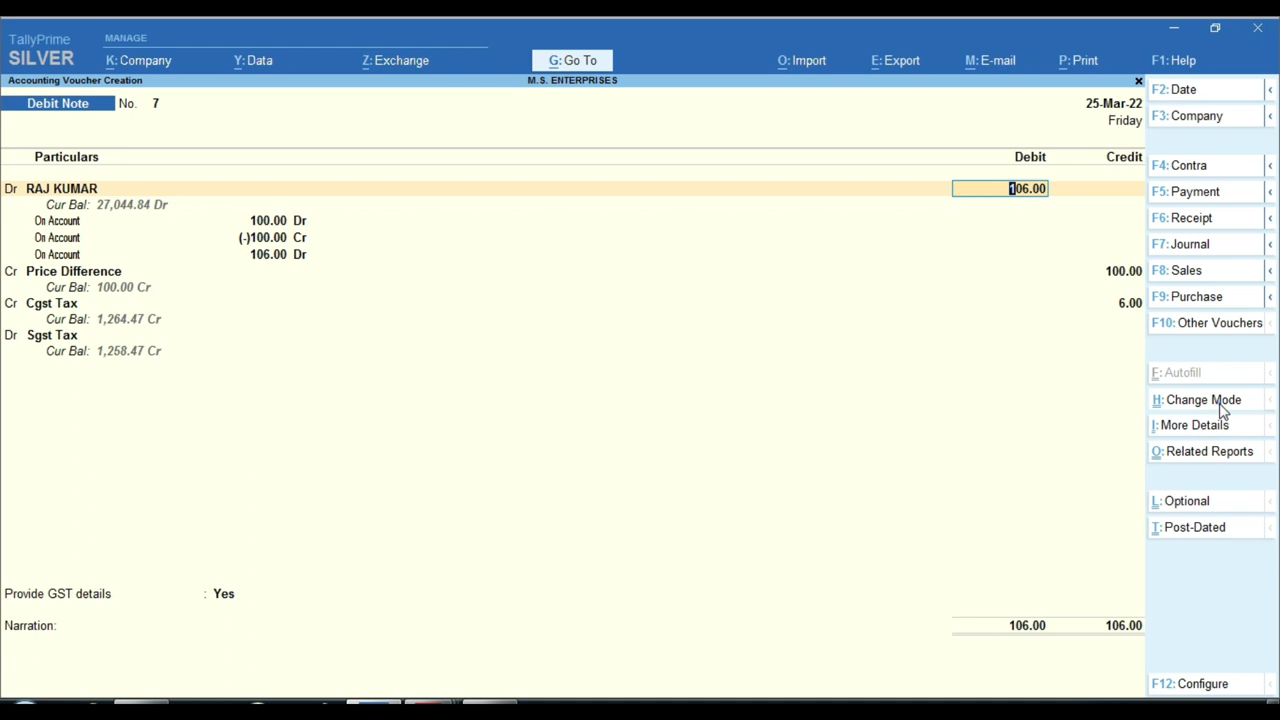 TallyPrime
SILVER
MANAGE
K: Company
Y: Data
Z: Exchange
G: Go To
O: Import
E: Export
M: E-mail
P: Print
F1: Help
Accounting Voucher Creation
M.S. ENTERPRISES
Debit Note No. 7
25-Mar-22
Friday
Particulars Debit Credit
Dr RAJ KUMAR 106.00
Cur Bal: 27,044.84 Dr
On Account 100.00 Dr
On Account (-)100.00 Cr
On Account 106.00 Dr
Cr Price Difference 100.00
Cur Bal: 100.00 Cr
Cr Cgst Tax 6.00
Cur Bal: 1,264.47 Cr
Dr Sgst Tax
Cur Bal: 1,258.47 Cr
Provide GST details : Yes
Narration: 106.00 106.00
F2: Date
F3: Company
F4: Contra
F5: Payment
F6: Receipt
F7: Journal
F8: Sales
F9: Purchase
F10: Other Vouchers
F: Autofill
H: Change Mode
I: More Details
O: Related Reports
L: Optional
T: Post-Dated
F12: Configure